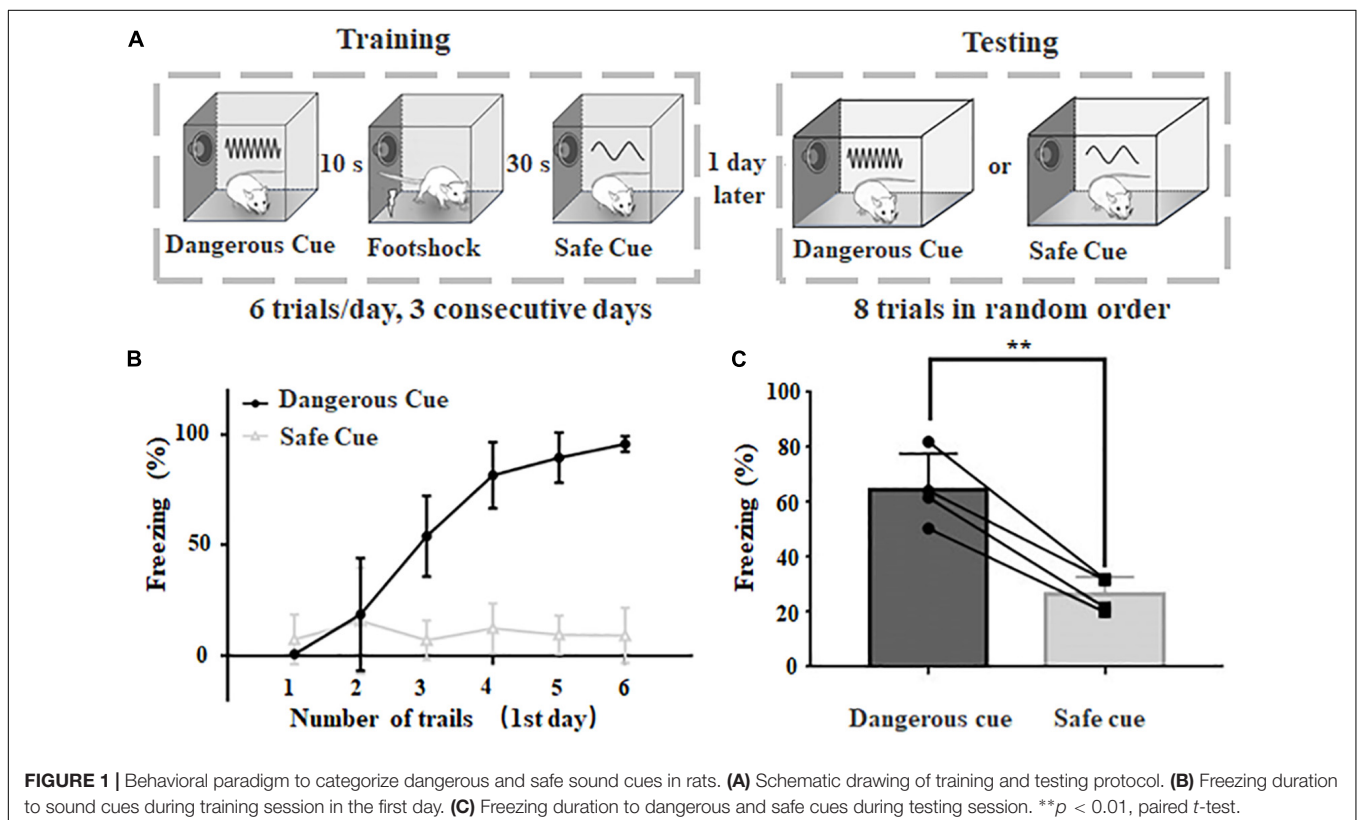 A
Training
Testing
10 s
30 s
1 day
later
or
Dangerous Cue
Footshock
Safe Cue
Dangerous Cue
Safe Cue
6 trials/day, 3 consecutive days
8 trials in random order
B
Dangerous Cue
Safe Cue
Freezing (%)
100
50
0
1 2 3 4 5 6
Number of trails (1st day)
C
**
Freezing (%)
100
80
60
40
20
0
Dangerous cue
Safe cue
FIGURE 1 | Behavioral paradigm to categorize dangerous and safe sound cues in rats. (A) Schematic drawing of training and testing protocol. (B) Freezing duration
to sound cues during training session in the first day. (C) Freezing duration to dangerous and safe cues during testing session. **p < 0.01, paired t-test.